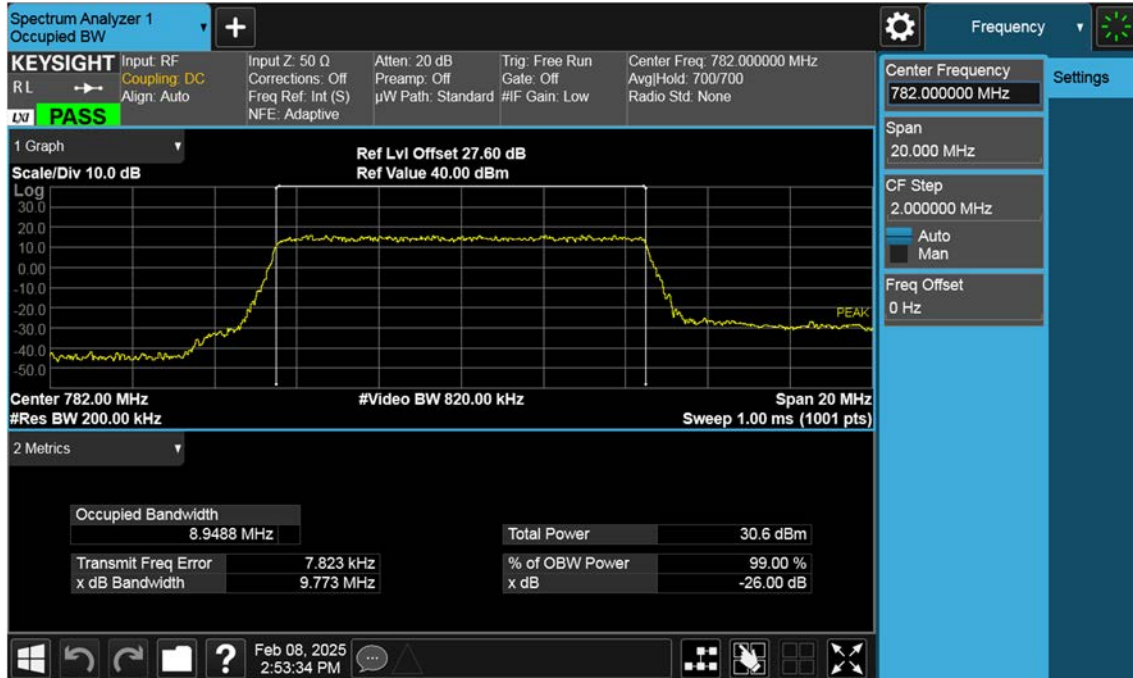 Spectrum Analyzer 1
Occupied BW
Frequency
KEYSIGHT
R L
LXI PASS
Input: RF
Coupling: DC
Align: Auto
Input Z: 50 Ω
Corrections: Off
Freq Ref: Int (S)
NFE: Adaptive
Atten: 20 dB
Preamp: Off
µW Path: Standard
Trig: Free Run
Gate: Off
#IF Gain: Low
Center Freq: 782.000000 MHz
Avg|Hold: 700/700
Radio Std: None
Center Frequency
782.000000 MHz
Settings
Span
20.000 MHz
CF Step
2.000000 MHz
Auto
Man
Freq Offset
0 Hz
1 Graph
Scale/Div 10.0 dB
Ref Lvl Offset 27.60 dB
Ref Value 40.00 dBm
Log
30.0
20.0
10.0
0.00
-10.0
-20.0
-30.0
-40.0
-50.0
PEAK
Center 782.00 MHz
#Video BW 820.00 kHz
Span 20 MHz
#Res BW 200.00 kHz
Sweep 1.00 ms (1001 pts)
2 Metrics
Occupied Bandwidth
8.9488 MHz
Total Power 30.6 dBm
Transmit Freq Error 7.823 kHz
% of OBW Power 99.00 %
x dB Bandwidth 9.773 MHz
x dB -26.00 dB
?
Feb 08, 2025
2:53:34 PM